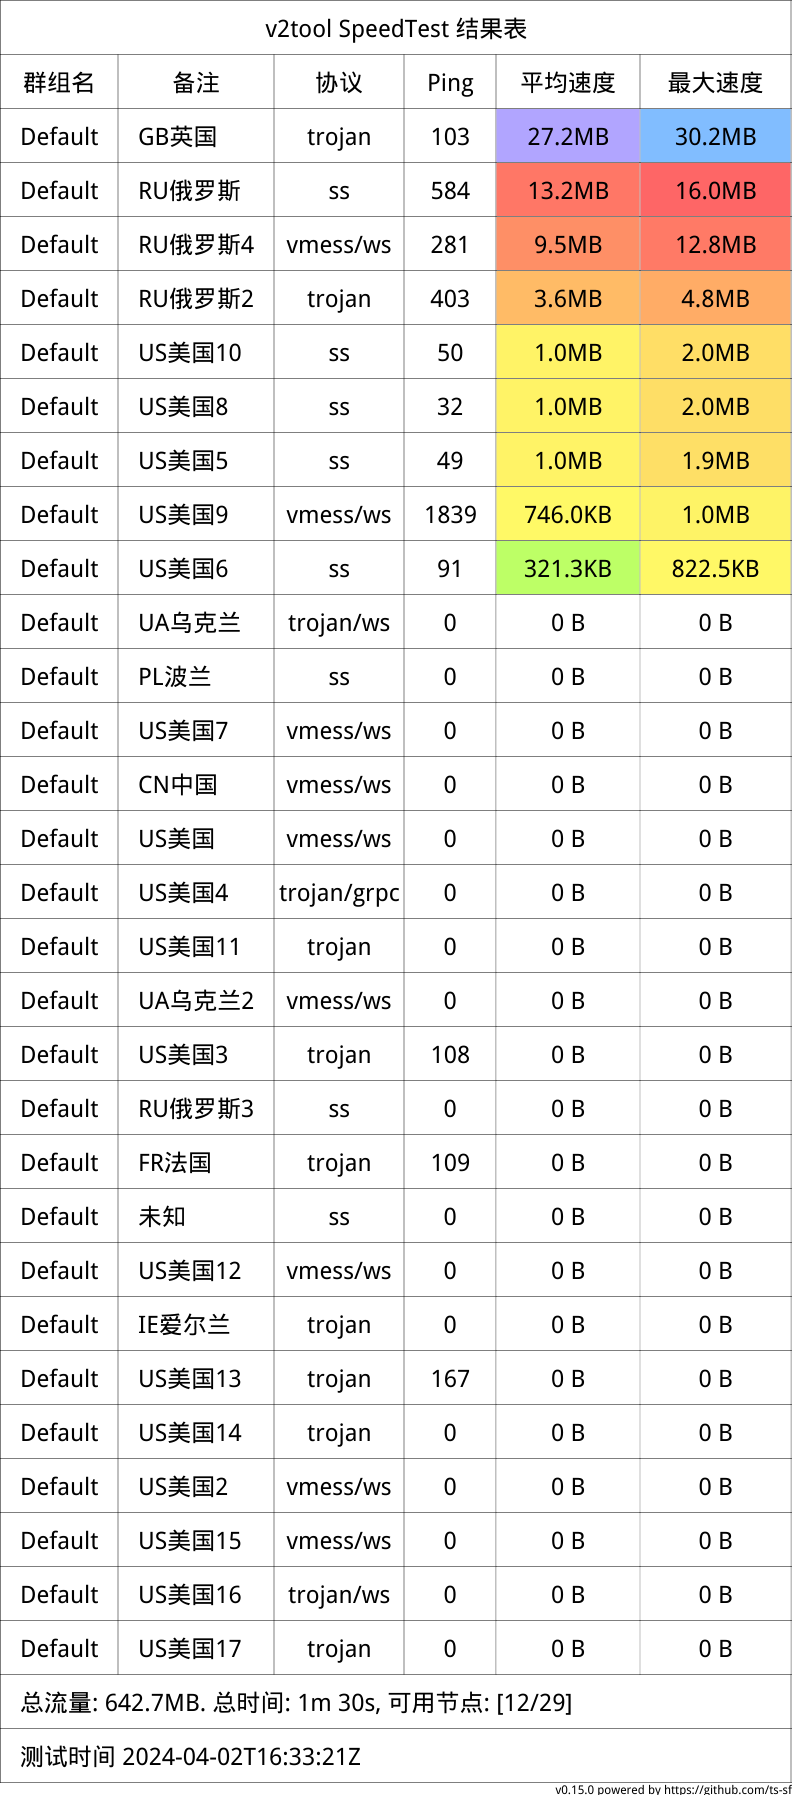 v2tool SpeedTest 结果表
群组名 备注 协议 Ping 平均速度 最大速度
Default GB英国 trojan 103 27.2MB 30.2MB
Default RU俄罗斯 ss 584 13.2MB 16.0MB
Default RU俄罗斯4 vmess/ws 281 9.5MB 12.8MB
Default RU俄罗斯2 trojan 403 3.6MB 4.8MB
Default US美国10 ss 50 1.0MB 2.0MB
Default US美国8 ss 32 1.0MB 2.0MB
Default US美国5 ss 49 1.0MB 1.9MB
Default US美国9 vmess/ws 1839 746.0KB 1.0MB
Default US美国6 ss 91 321.3KB 822.5KB
Default UA乌克兰 trojan/ws 0 0 B 0 B
Default PL波兰 ss 0 0 B 0 B
Default US美国7 vmess/ws 0 0 B 0 B
Default CN中国 vmess/ws 0 0 B 0 B
Default US美国 vmess/ws 0 0 B 0 B
Default US美国4 trojan/grpc 0 0 B 0 B
Default US美国11 trojan 0 0 B 0 B
Default UA乌克兰2 vmess/ws 0 0 B 0 B
Default US美国3 trojan 108 0 B 0 B
Default RU俄罗斯3 ss 0 0 B 0 B
Default FR法国 trojan 109 0 B 0 B
Default 未知 ss 0 0 B 0 B
Default US美国12 vmess/ws 0 0 B 0 B
Default IE爱尔兰 trojan 0 0 B 0 B
Default US美国13 trojan 167 0 B 0 B
Default US美国14 trojan 0 0 B 0 B
Default US美国2 vmess/ws 0 0 B 0 B
Default US美国15 vmess/ws 0 0 B 0 B
Default US美国16 trojan/ws 0 0 B 0 B
Default US美国17 trojan 0 0 B 0 B
总流量: 642.7MB. 总时间: 1m 30s, 可用节点: [12/29]
测试时间 2024-04-02T16:33:21Z
v0.15.0 powered by https://github.com/ts-sf